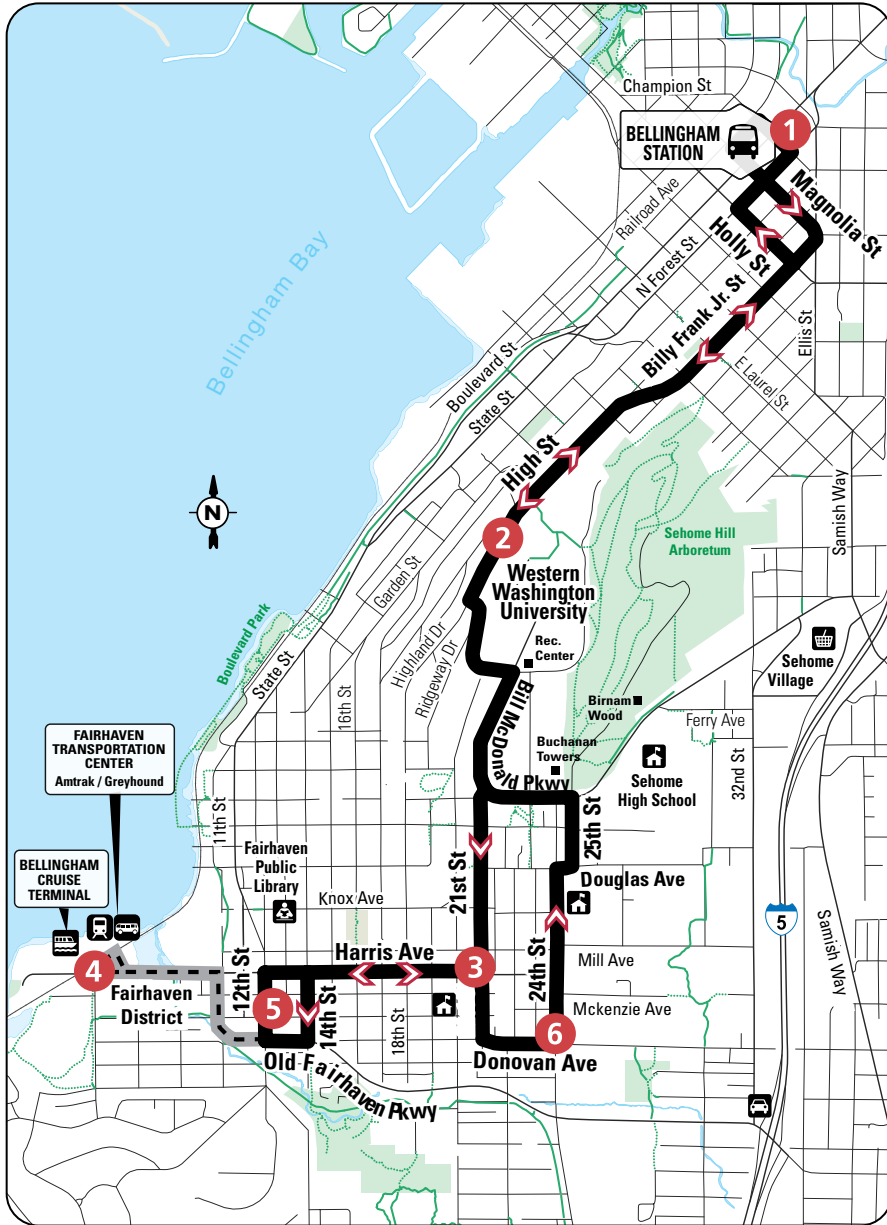 Champion St
1
BELLINGHAM
STATION
Magnolia St
Railroad Ave
Holly St
N Forest St
Billy Frank Jr. St
Ellis St
Bellingham Bay
E Laurel St
Boulevard St
State St
High St
N
2
Samish Way
Sehome Hill
Arboretum
Western
Washington
University
Garden St
Highland Dr
Ridgeway Dr
Boulevard Park
State St
Rec.
Center
Sehome
Village
16th St
Bill McDonald Pkwy
Birnam
Wood
Ferry Ave
FAIRHAVEN
TRANSPORTATION
CENTER
Amtrak / Greyhound
Buchanan
Towers
Sehome
High School
32nd St
11th St
25th St
BELLINGHAM
CRUISE
TERMINAL
Fairhaven
Public
Library
21st St
Douglas Ave
Knox Ave
5
Samish Way
Harris Ave
12th St
3
24th St
Mill Ave
4
Fairhaven
District
5
14th St
18th St
Mckenzie Ave
6
Donovan Ave
Old Fairhaven Pkwy